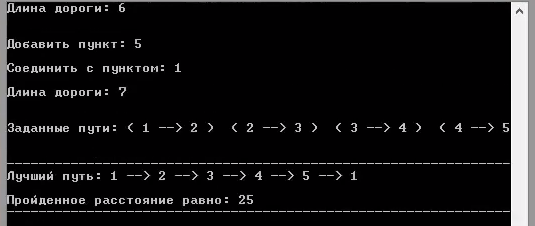 Длина дороги: 6
Добавить пункт: 5
Соединить с пунктом: 1
Длина дороги: 7
Заданные пути: ( 1 --> 2 ) ( 2 --> 3 ) ( 3 --> 4 ) ( 4 --> 5
Лучший путь: 1 --> 2 --> 3 --> 4 --> 5 --> 1
Пройденное расстояние равно: 25